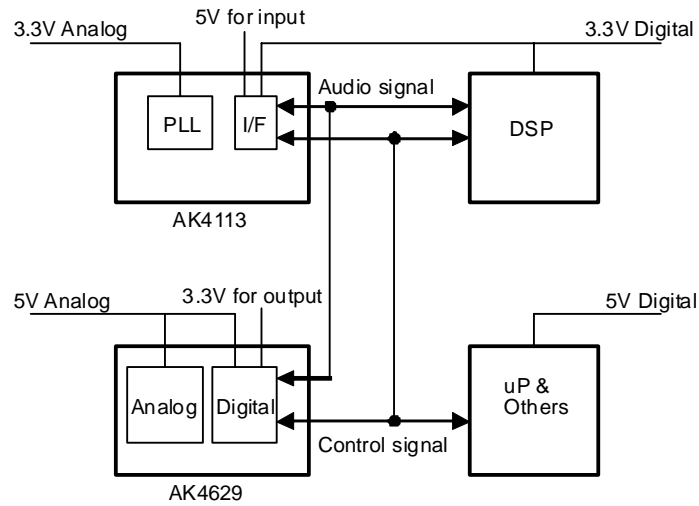 5V for input
3.3V Analog
3.3V Digital
Audio signal
PLL
I/F
DSP
AK4113
5V Analog
3.3V for output
5V Digital
Analog
Digital
uP &
Others
Control signal
AK4629